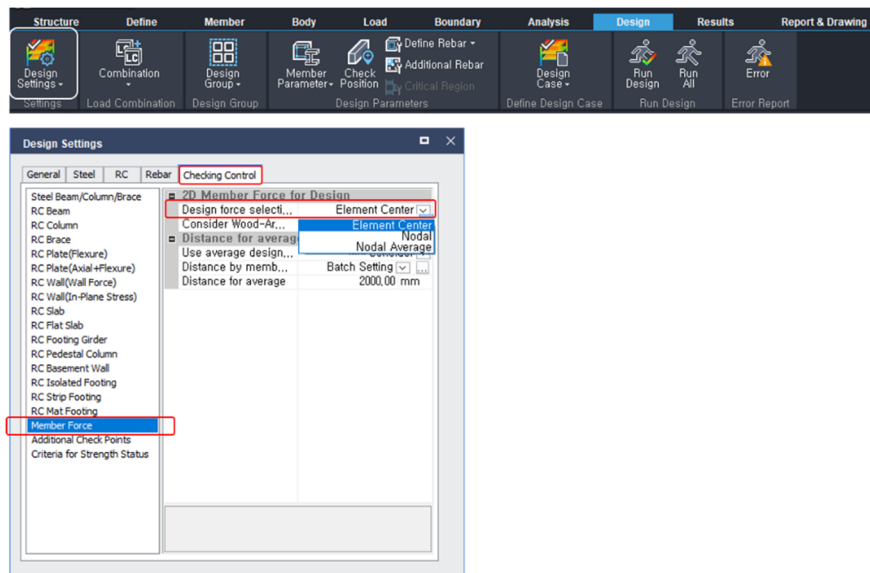 Structure Define Member Body Load Boundary Analysis Design Results Report & Drawing
Design Settings
Combination
Design Group
Member Parameter
Check Position
Define Rebar
Additional Rebar
Critical Region
Design Case
Run Design
Run All
Error
Settings Load Combination Design Group Design Parameters Define Design Case Run Design Error Report
Design Settings
General Steel RC Rebar Checking Control
Steel Beam/Column/Brace
RC Beam
RC Column
RC Brace
RC Plate(Flexure)
RC Plate(Axial+Flexure)
RC Wall(Wall Force)
RC Wall(In-Plane Stress)
RC Slab
RC Flat Slab
RC Footing Girder
RC Pedestal Column
RC Basement Wall
RC Isolated Footing
RC Strip Footing
RC Mat Footing
Member Force
Additional Check Points
Criteria for Strength Status
2D Member Force for Design
Design force selecti... Element Center
Consider Wood-Ar... Element Center
Nodal
Nodal Average
Distance for averag
Use average design...
Distance by memb... Batch Setting ...
Distance for average 2000,00 mm